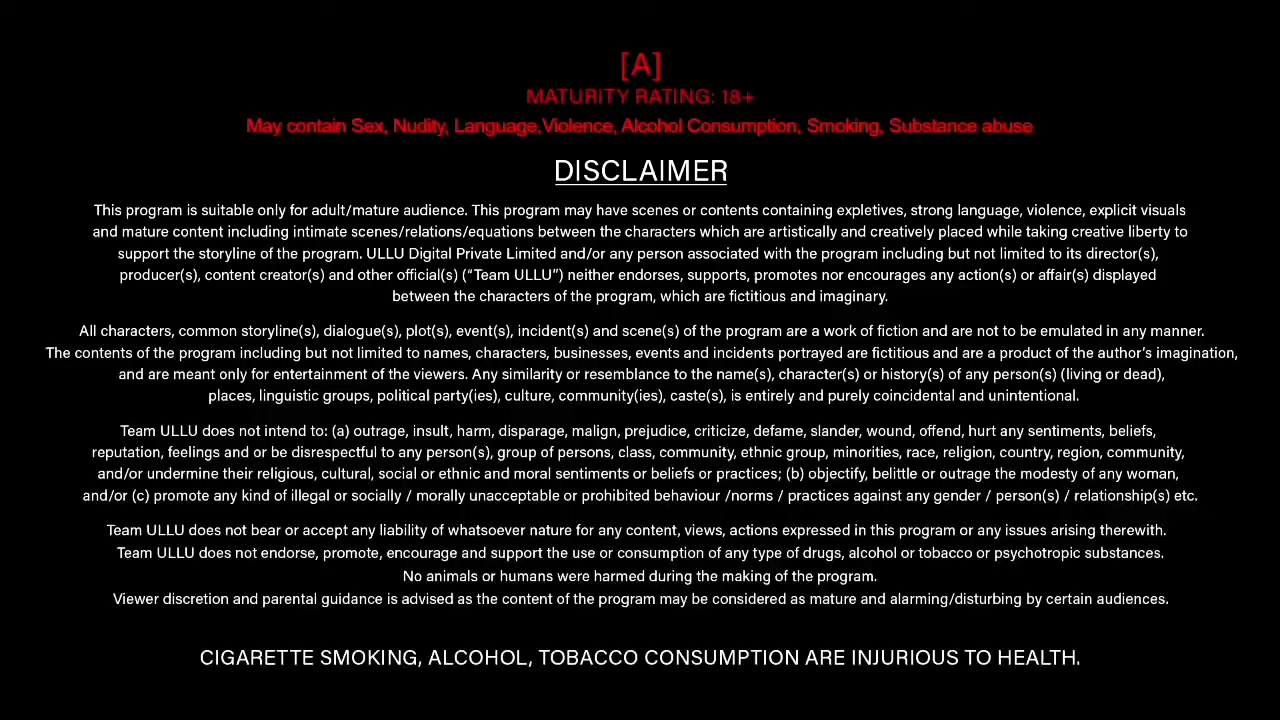 [A]
MATURITY RATING: 18+
May contain Sex, Nudity, Language,Violence, Alcohol Consumption, Smoking, Substance abuse
DISCLAIMER
This program is suitable only for adult/mature audience. This program may have scenes or contents containing expletives, strong language, violence, explicit visuals
and mature content including intimate scenes/relations/equations between the characters which are artistically and creatively placed while taking creative liberty to
support the storyline of the program. ULLU Digital Private Limited and/or any person associated with the program including but not limited to its director(s),
producer(s), content creator(s) and other official(s) (“Team ULLU”) neither endorses, supports, promotes nor encourages any action(s) or affair(s) displayed
between the characters of the program, which are fictitious and imaginary.
All characters, common storyline(s), dialogue(s), plot(s), event(s), incident(s) and scene(s) of the program are a work of fiction and are not to be emulated in any manner.
The contents of the program including but not limited to names, characters, businesses, events and incidents portrayed are fictitious and are a product of the author’s imagination,
and are meant only for entertainment of the viewers. Any similarity or resemblance to the name(s), character(s) or history(s) of any person(s) (living or dead),
places, linguistic groups, political party(ies), culture, community(ies), caste(s), is entirely and purely coincidental and unintentional.
Team ULLU does not intend to: (a) outrage, insult, harm, disparage, malign, prejudice, criticize, defame, slander, wound, offend, hurt any sentiments, beliefs,
reputation, feelings and or be disrespectful to any person(s), group of persons, class, community, ethnic group, minorities, race, religion, country, region, community,
and/or undermine their religious, cultural, social or ethnic and moral sentiments or beliefs or practices; (b) objectify, belittle or outrage the modesty of any woman,
and/or (c) promote any kind of illegal or socially / morally unacceptable or prohibited behaviour /norms / practices against any gender / person(s) / relationship(s) etc.
Team ULLU does not bear or accept any liability of whatsoever nature for any content, views, actions expressed in this program or any issues arising therewith.
Team ULLU does not endorse, promote, encourage and support the use or consumption of any type of drugs, alcohol or tobacco or psychotropic substances.
No animals or humans were harmed during the making of the program.
Viewer discretion and parental guidance is advised as the content of the program may be considered as mature and alarming/disturbing by certain audiences.
CIGARETTE SMOKING, ALCOHOL, TOBACCO CONSUMPTION ARE INJURIOUS TO HEALTH.